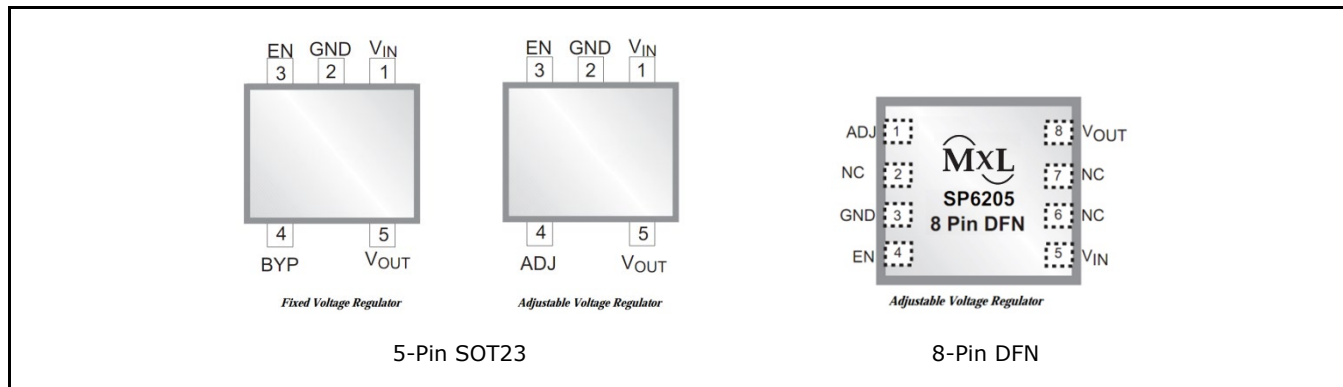 EN GND VIN
3 2 1
4 5
BYP VOUT
Fixed Voltage Regulator
EN GND VIN
3 2 1
4 5
ADJ VOUT
Adjustable Voltage Regulator
5-Pin SOT23
ADJ 1 8 VOUT
NC 2 7 NC
GND 3 6 NC
EN 4 5 VIN
MxL
SP6205
8 Pin DFN
Adjustable Voltage Regulator
8-Pin DFN